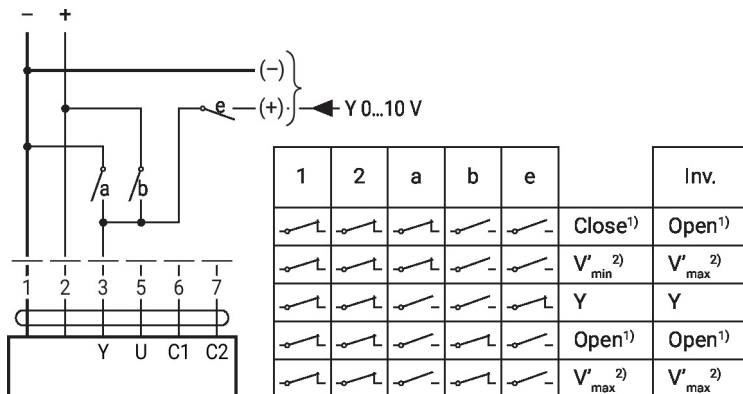 – +
(–)
e (+) Y 0...10 V
a b
1 2 3 5 6 7
Y U C1 C2
1 2 a b e Inv.
Close¹⁾ Open¹⁾
V'min²⁾ V'max²⁾
Y Y
Open¹⁾ Open¹⁾
V'max²⁾ V'max²⁾